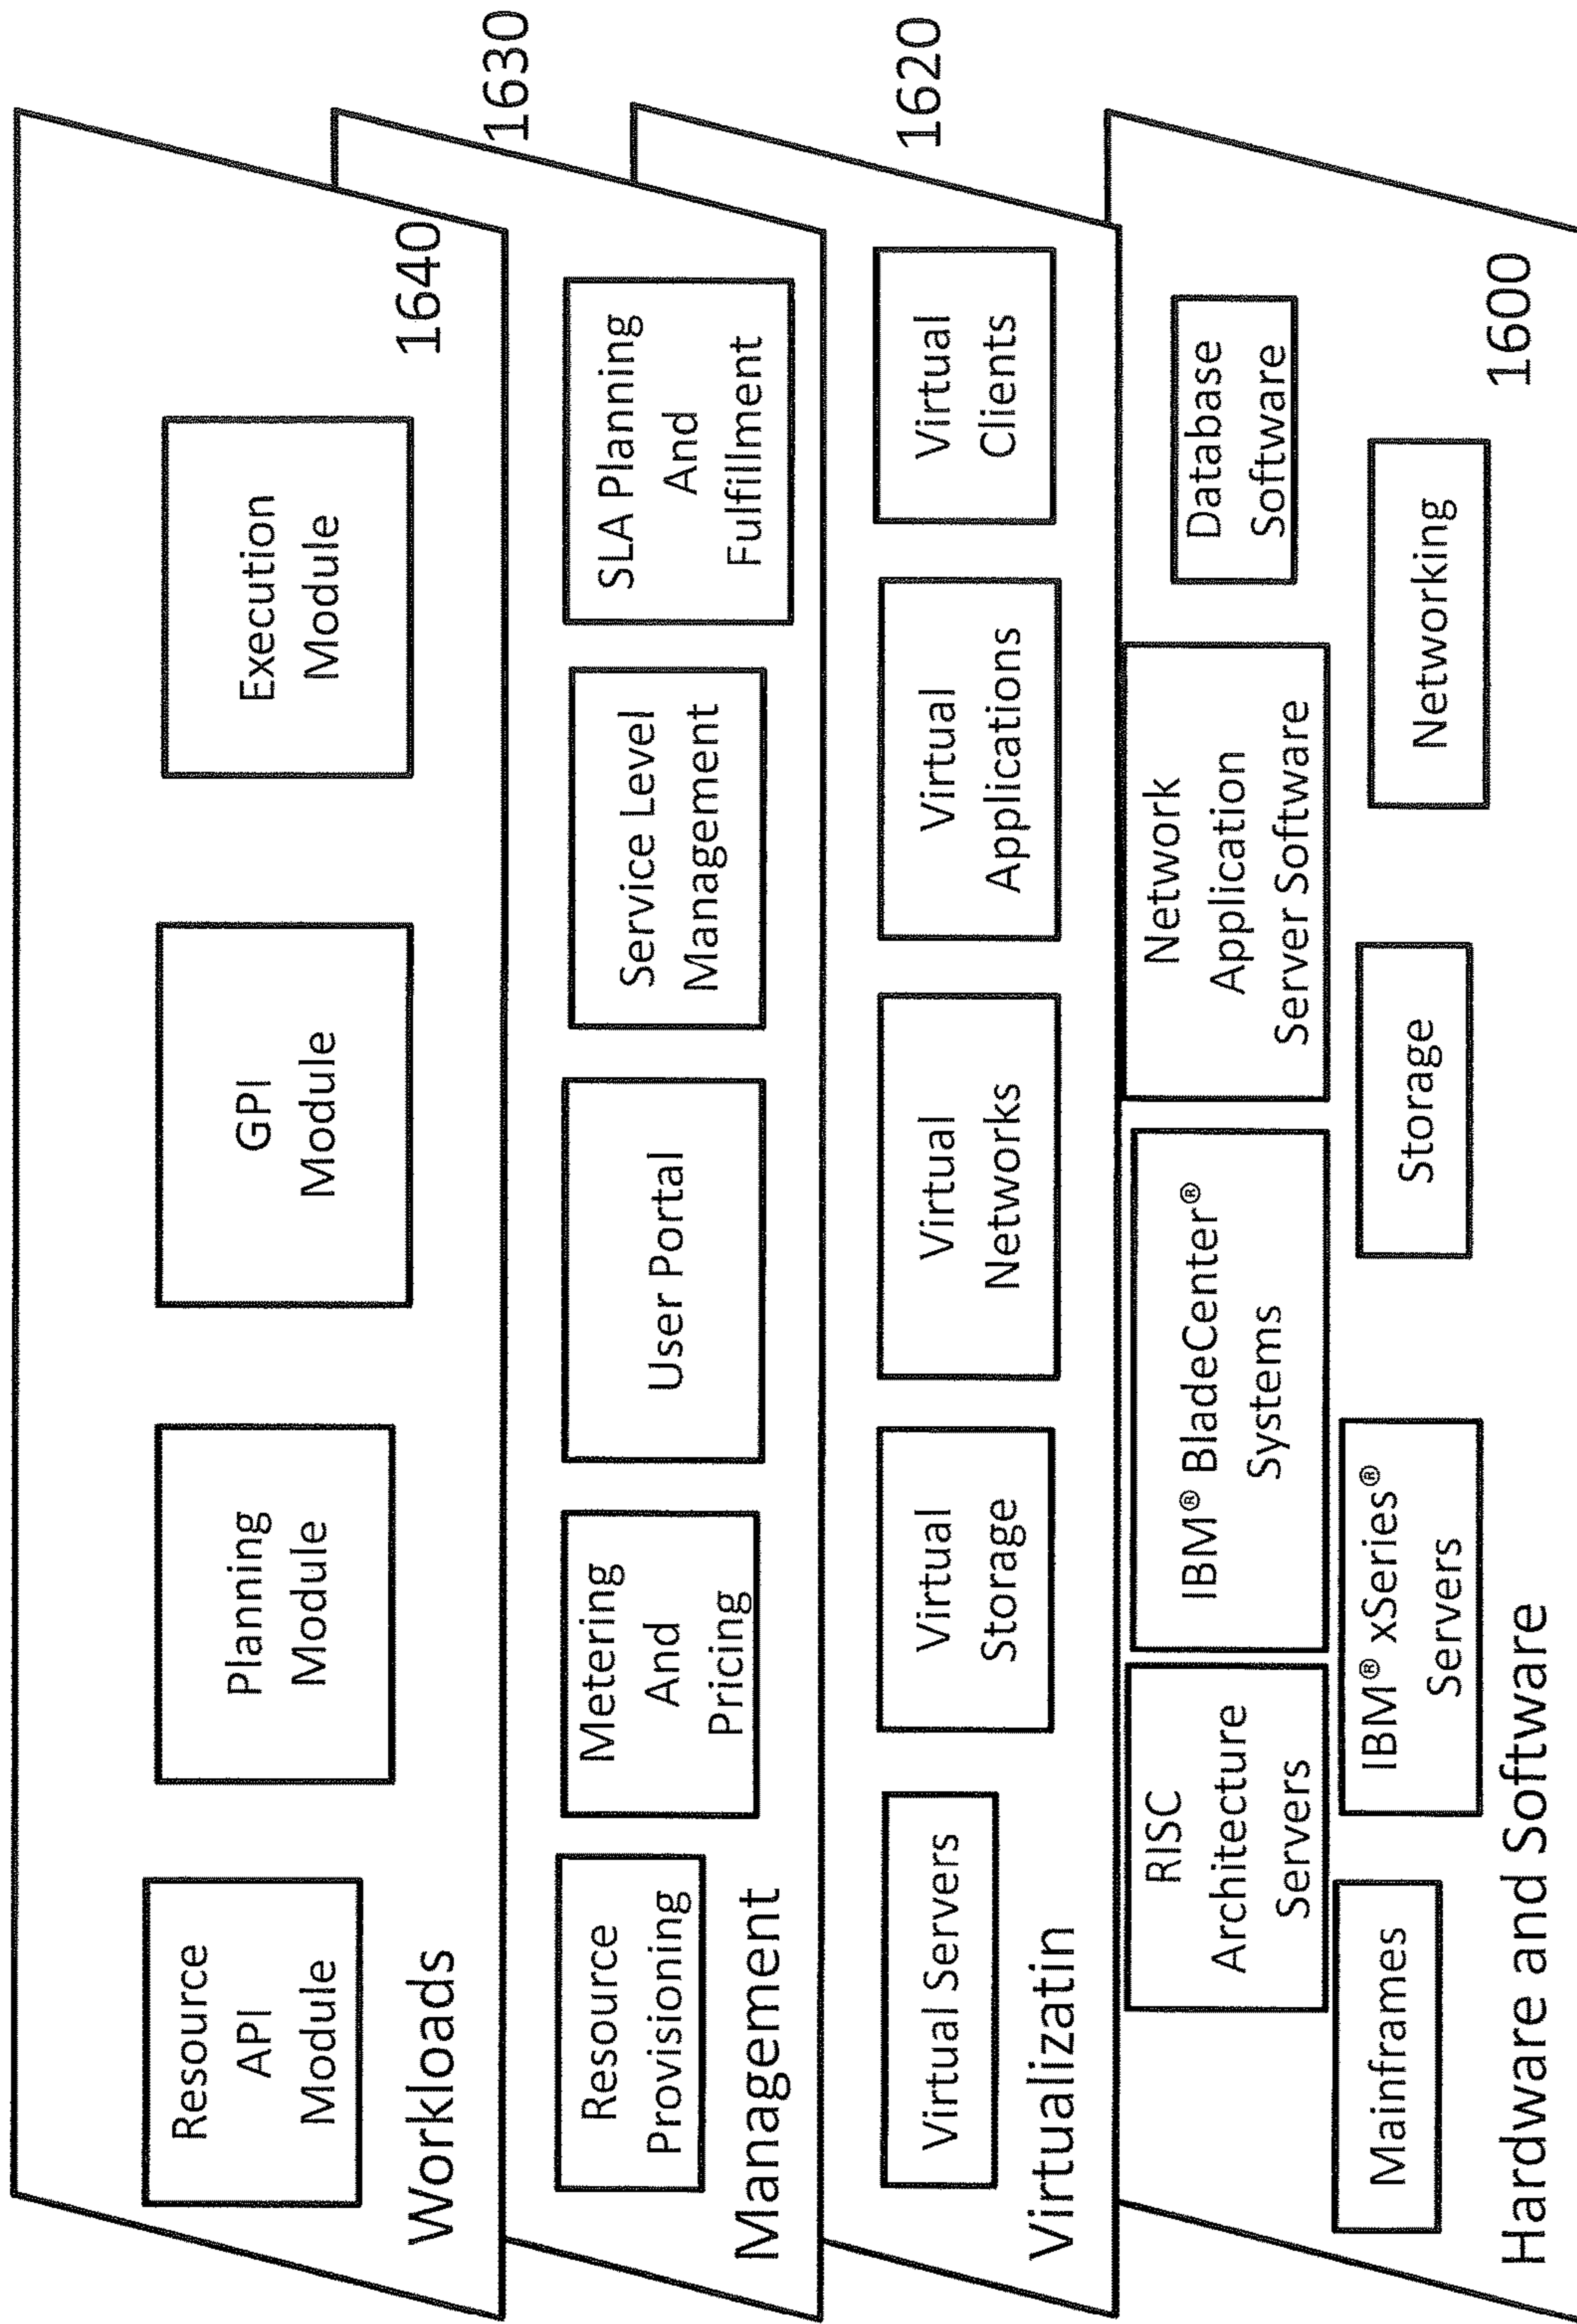 Resource
API
Module
Planning
Module
GPI
Module
Execution
Module
Workloads
1640
Resource
Provisioning
Metering
And
Pricing
User Portal
Service Level
Management
SLA Planning
And
Fulfillment
Management
1630
Virtual Servers
Virtual
Storage
Virtual
Networks
Virtual
Applications
Virtual
Clients
Virtualizatin
1620
RISC
Architecture
Servers
IBM® BladeCenter®
Systems
Network
Application
Server Software
Database
Software
Mainframes
IBM® xSeries®
Servers
Storage
Networking
Hardware and Software
1600